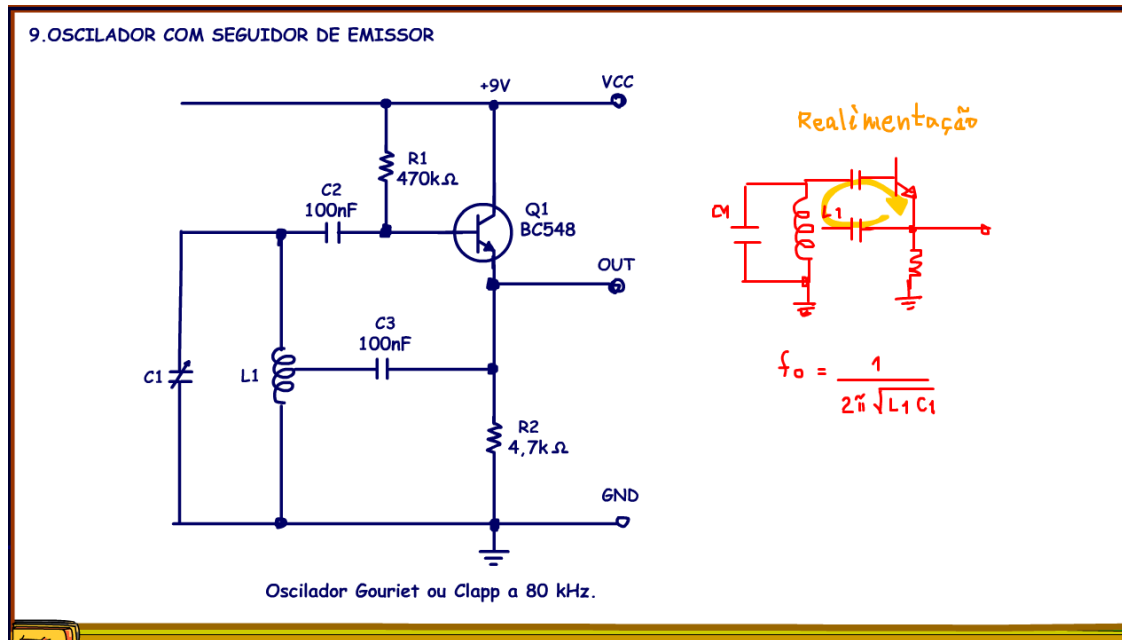 9.OSCILADOR COM SEGUIDOR DE EMISSOR
+9V
VCC
R1
470kΩ
C2
100nF
Q1
BC548
OUT
C3
100nF
C1
L1
R2
4,7kΩ
GND
Oscilador Gouriet ou Clapp a 80 kHz.
Realimentação
C1
L1
fo = 1
2π√L1 C1